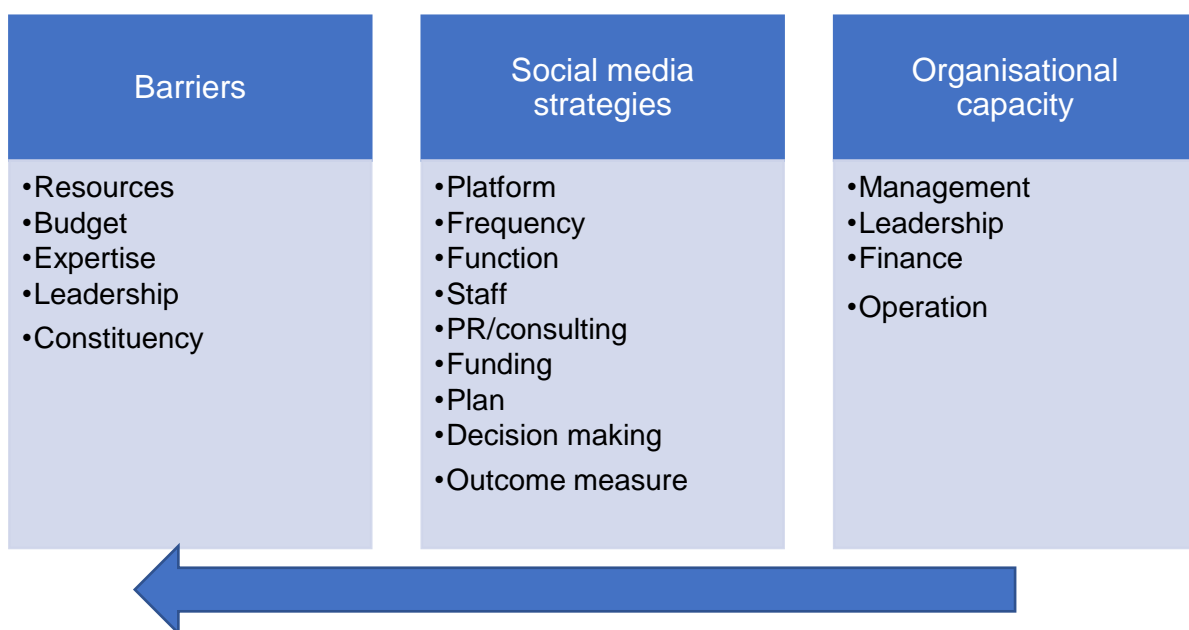 Barriers
•Resources
•Budget
•Expertise
•Leadership
•Constituency
Social media
strategies
•Platform
•Frequency
•Function
•Staff
•PR/consulting
•Funding
•Plan
•Decision making
•Outcome measure
Organisational
capacity
•Management
•Leadership
•Finance
•Operation